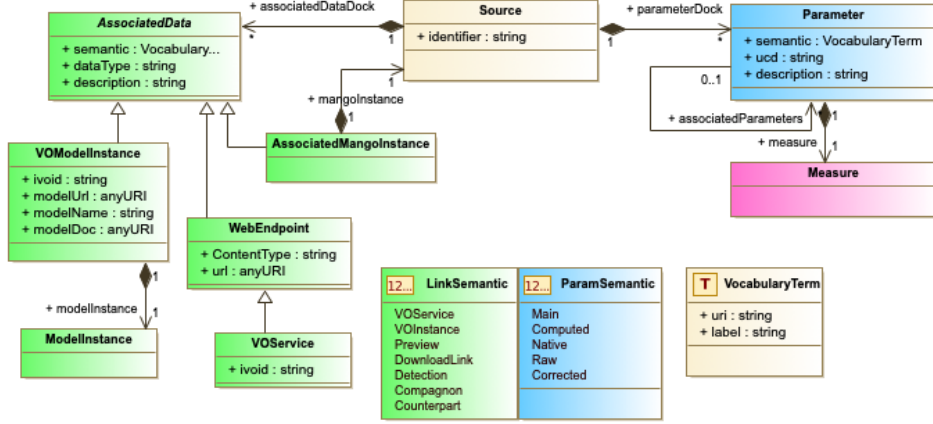 AssociatedData
+ semantic : Vocabulary...
+ dataType : string
+ description : string
+ associatedDataDock
*
1
Source
+ identifier : string
1
+ parameterDock
*
Parameter
+ semantic : VocabularyTerm
+ ucd : string
+ description : string
0..1
+ associatedParameters
1
+ measure
1
Measure
1
+ mangoInstance
1
AssociatedMangoInstance
VOModelInstance
+ ivoid : string
+ modelUrl : anyURI
+ modelName : string
+ modelDoc : anyURI
1
+ modelInstance
1
ModelInstance
WebEndpoint
+ ContentType : string
+ url : anyURI
VOService
+ ivoid : string
12... LinkSemantic
VOService
VOInstance
Preview
DownloadLink
Detection
Compagnon
Counterpart
12... ParamSemantic
Main
Computed
Native
Raw
Corrected
T VocabularyTerm
+ uri : string
+ label : string